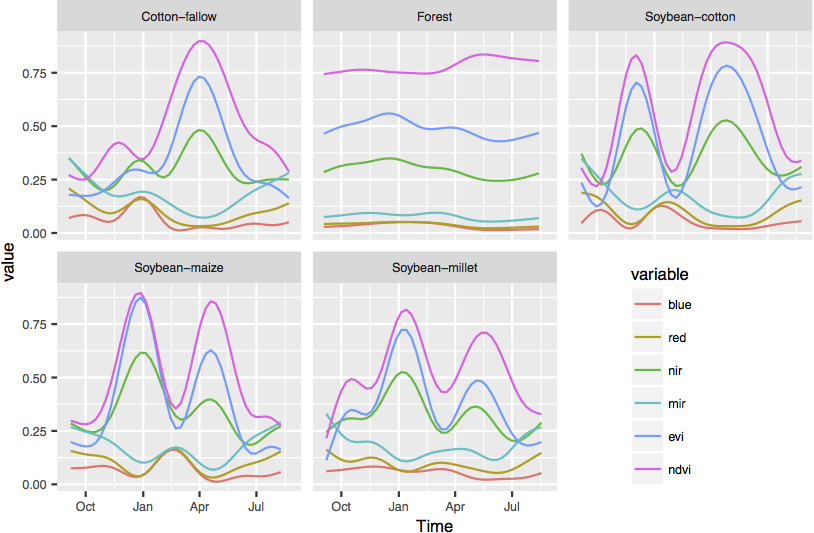 Cotton−fallow
Forest
Soybean−cotton
0.75
0.50
0.25
0.00
value
Soybean−maize
Soybean−millet
0.75
0.50
0.25
0.00
Oct Jan Apr Jul
Oct Jan Apr Jul
Time
variable
blue
red
nir
mir
evi
ndvi